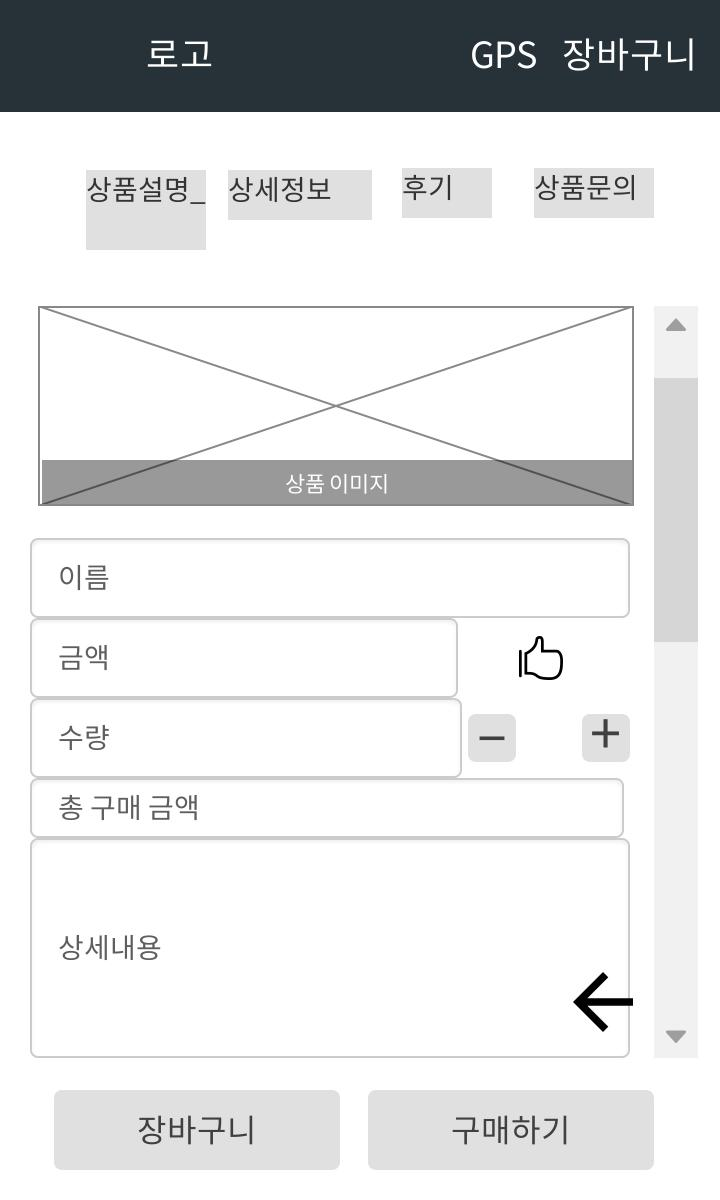 로고 GPS 장바구니
상품설명_ 상세정보 후기 상품문의
상품 이미지
이름
금액
수량
총 구매 금액
상세내용
장바구니 구매하기